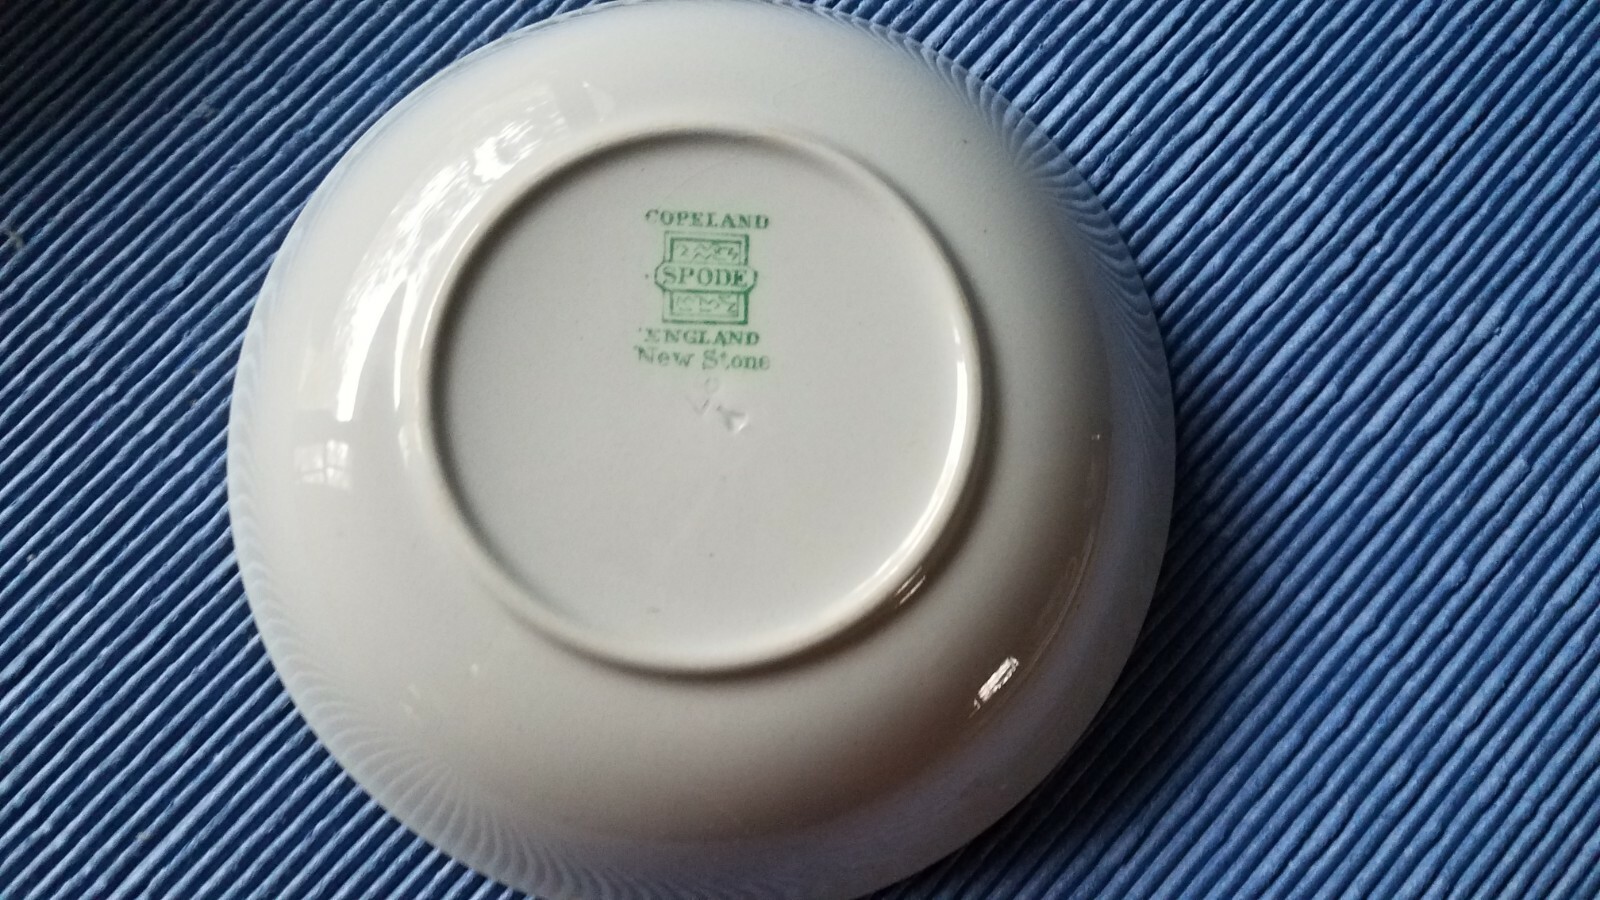 COPELAND
SPODE
ENGLAND
New Stone